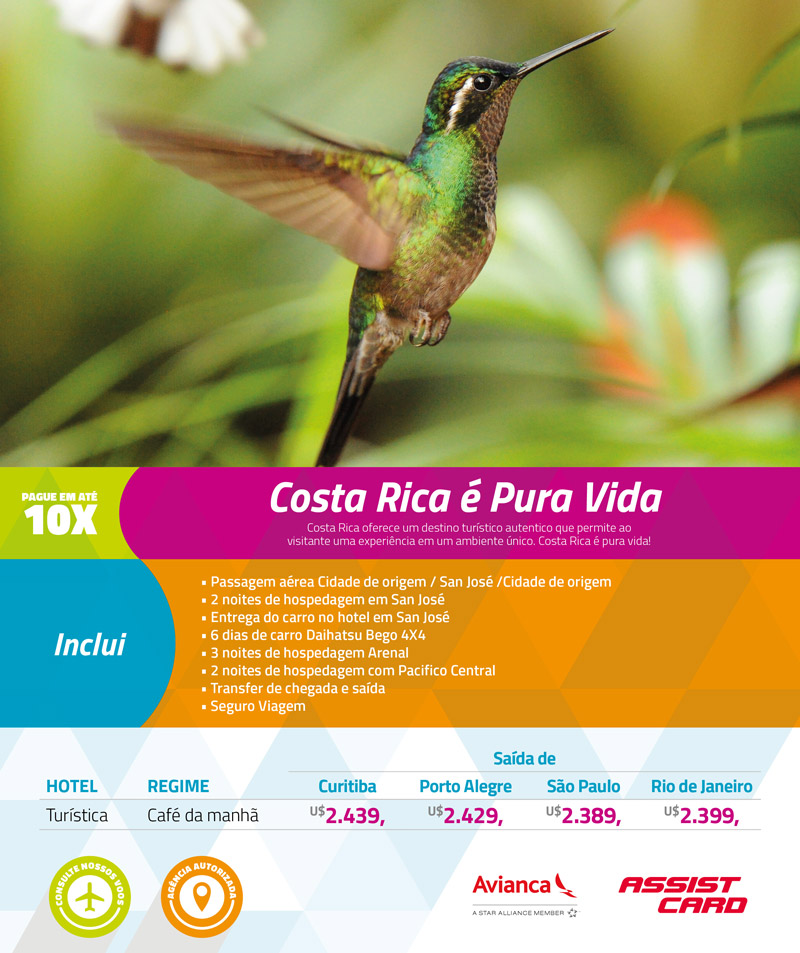 PAGUE EM ATÉ
10X
Costa Rica é Pura Vida
Costa Rica oferece um destino turístico autentico que permite ao
visitante uma experiência em um ambiente único. Costa Rica é pura vida!
Inclui
• Passagem aérea Cidade de origem / San José /Cidade de origem
• 2 noites de hospedagem em San José
• Entrega do carro no hotel em San José
• 6 dias de carro Daihatsu Bego 4X4
• 3 noites de hospedagem Arenal
• 2 noites de hospedagem com Pacifico Central
• Transfer de chegada e saída
• Seguro Viagem
Saída de
HOTEL REGIME Curitiba Porto Alegre São Paulo Rio de Janeiro
Turística Café da manhã U$2.439, U$2.429, U$2.389, U$2.399,
CONSULTE NOSSOS VOOS
AGÊNCIA AUTORIZADA
Avianca
A STAR ALLIANCE MEMBER
ASSIST
CARD